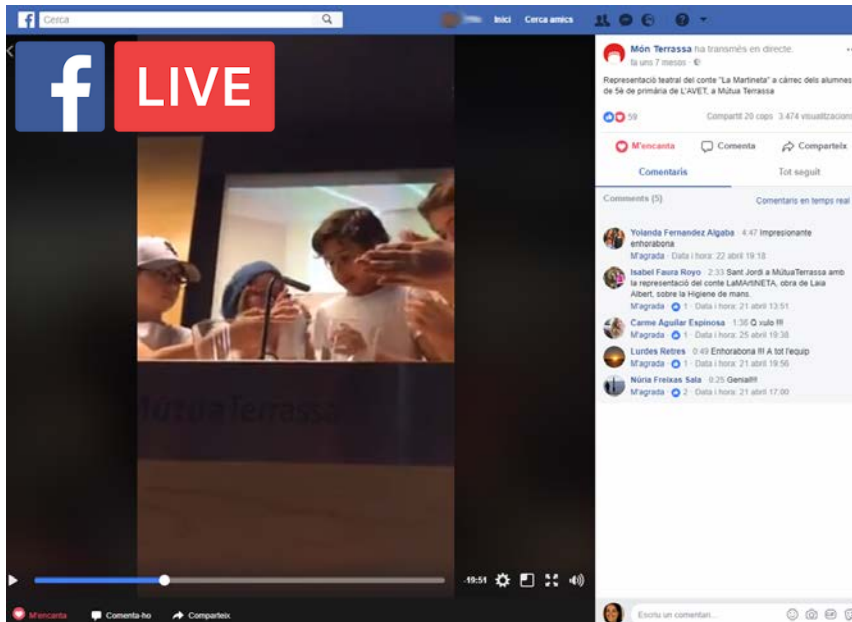 f Cerca
Inici Cerca amics
f LIVE
Món Terrassa ha transmès en directe.
fa uns 7 mesos
Representació teatral del conte "La Martineta" a càrrec dels alumnes
de 5è de primària de L'AVET, a Mútua Terrassa
59 Compartit 20 cops 3.474 visualitzacions
M'encanta Comenta Comparteix
Comentaris Tot seguit
Comments (5) Comentaris en temps real
Yolanda Fernandez Algaba · 4:47 Impresionante
enhorabona
M'agrada · Data i hora: 22 abril 19:18
Isabel Faura Royo · 2:33 Sant Jordi a MútuaTerrassa amb
la representació del conte LaMArtiNETA, obra de Laia
Albert, sobre la Higiene de mans.
M'agrada · 1 · Data i hora: 21 abril 13:51
Carme Aguilar Espinosa · 1:36 Q xulo !!!
M'agrada · 1 · Data i hora: 25 abril 19:38
Lurdes Retres · 0:49 Enhorabona !!! A tot l'equip
M'agrada · 1 · Data i hora: 21 abril 19:56
Núria Freixas Sala · 0:25 Genial!!!
M'agrada · 2 · Data i hora: 21 abril 17:00
MútuaTerrassa
-19:51
M'encanta Comenta-ho Comparteix
Escriu un comentari...